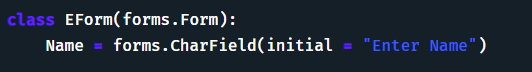 class EForm(forms.Form):
    Name = forms.CharField(initial = "Enter Name")